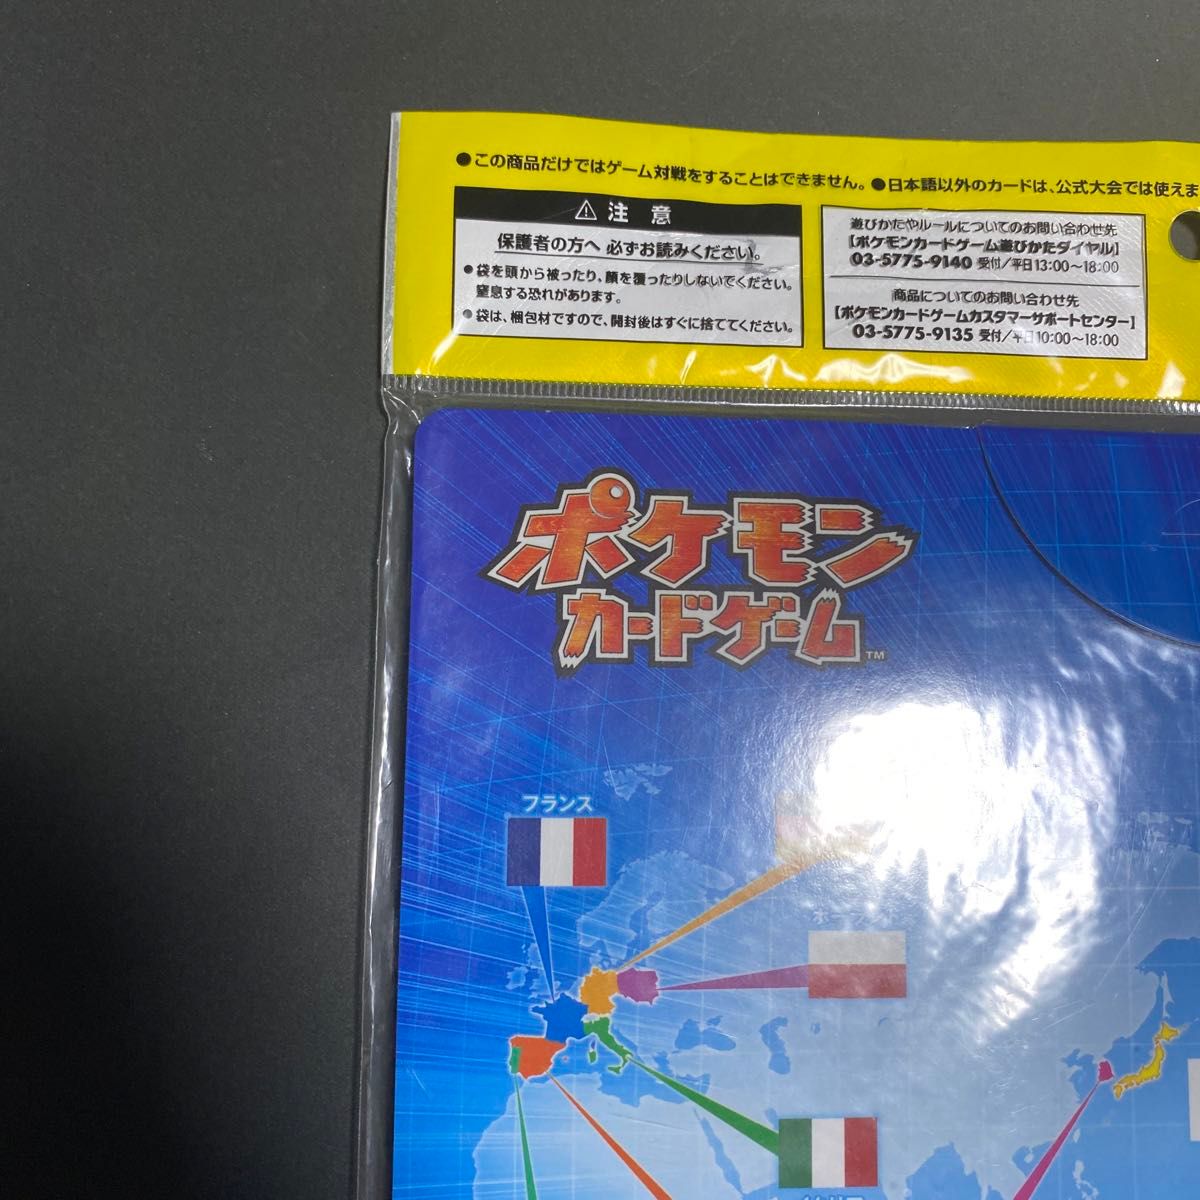 ●この商品だけではゲーム対戦をすることはできません。●日本語以外のカードは、公式大会では使えま
⚠注意
保護者の方へ 必ずお読みください。
●袋を頭から被ったり、顔を覆ったりしないでください。
窒息する恐れがあります。
●袋は、梱包材ですので、開封後はすぐに捨ててください。
遊びかたやルールについてのお問い合わせ先
【ポケモンカードゲーム遊びかたダイヤル】
03-5775-9140 受付/平日13:00~18:00
商品についてのお問い合わせ先
【ポケモンカードゲームカスタマーサポートセンター】
03-5775-9135 受付/平日10:00~18:00
ポケモン
カードゲーム™
フランス